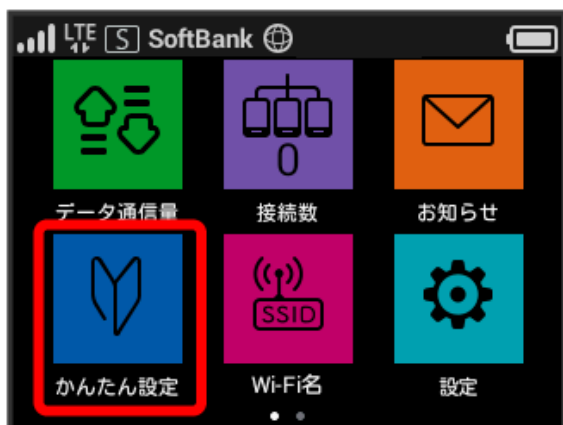 LTE S SoftBank
データ通信量 接続数 お知らせ
0
SSID
かんたん設定 Wi-Fi名 設定